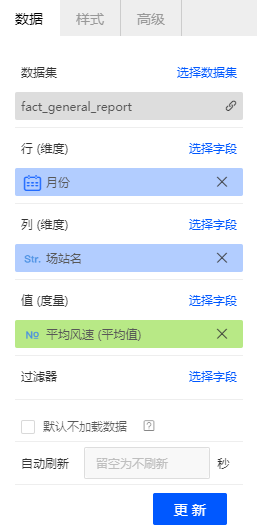 数据 样式 高级
数据集 选择数据集
fact_general_report
行 (维度) 选择字段
月份
列 (维度) 选择字段
Str. 场站名
值 (度量) 选择字段
No 平均风速 (平均值)
过滤器 选择字段
默认不加载数据 ?
自动刷新 留空为不刷新 秒
更 新